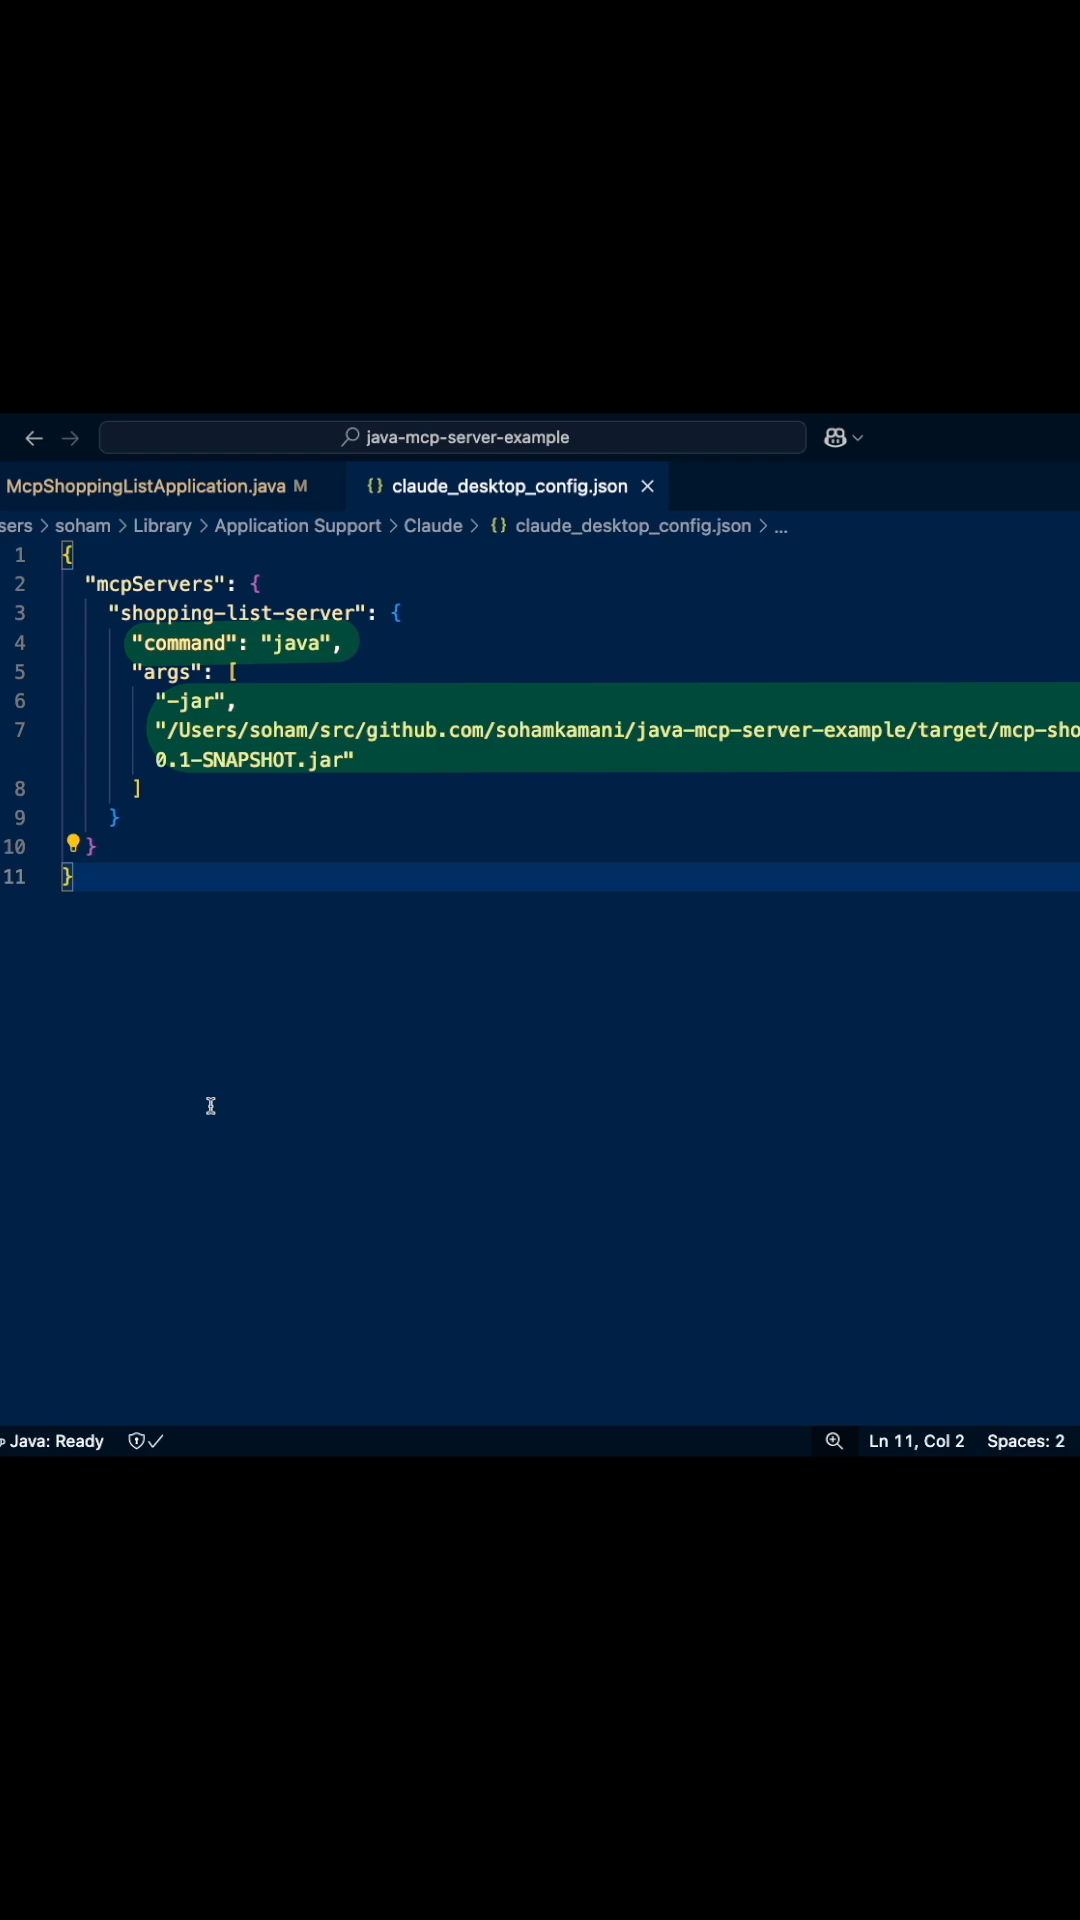 java-mcp-server-example
McpShoppingListApplication.java M
{} claude_desktop_config.json ×
sers > soham > Library > Application Support > Claude > {} claude_desktop_config.json > ...
1 {
2 "mcpServers": {
3 "shopping-list-server": {
4 "command": "java",
5 "args": [
6 "-jar",
7 "/Users/soham/src/github.com/sohamkamani/java-mcp-server-example/target/mcp-sho
0.1-SNAPSHOT.jar"
8 ]
9 }
10 }
11 }
Java: Ready
Ln 11, Col 2 Spaces: 2